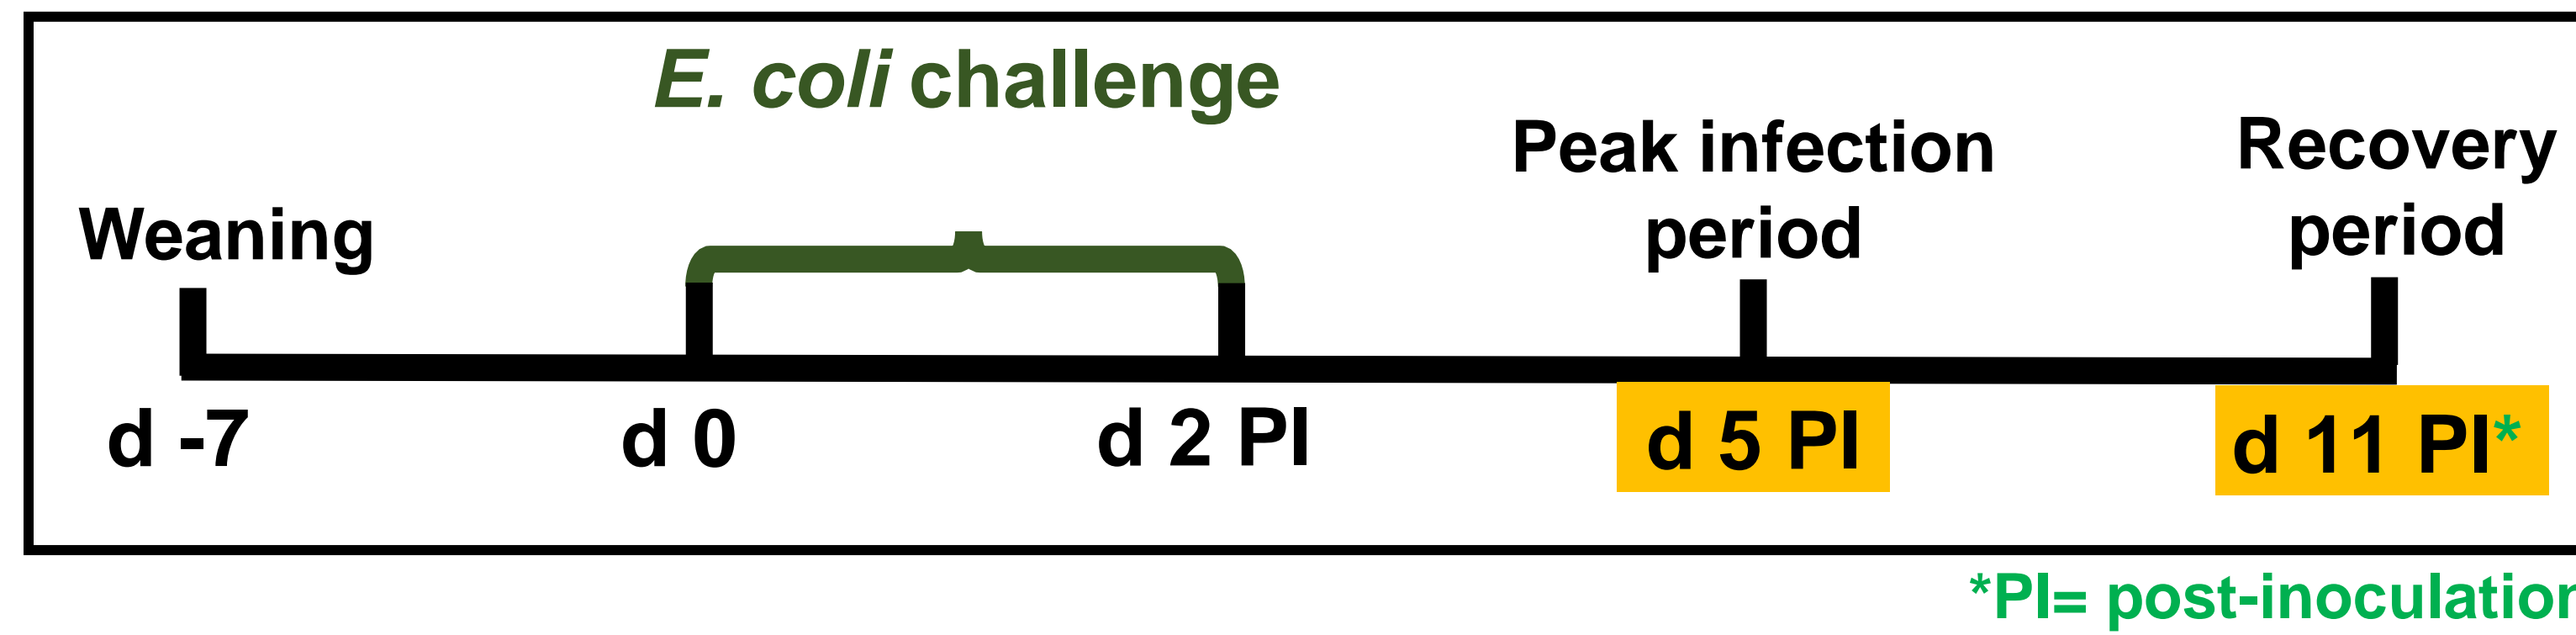 E. coli challenge
Weaning
Peak infection
period
Recovery
period
d -7
d 0
d 2 PI
d 5 PI
d 11 PI*
*PI= post-inoculation